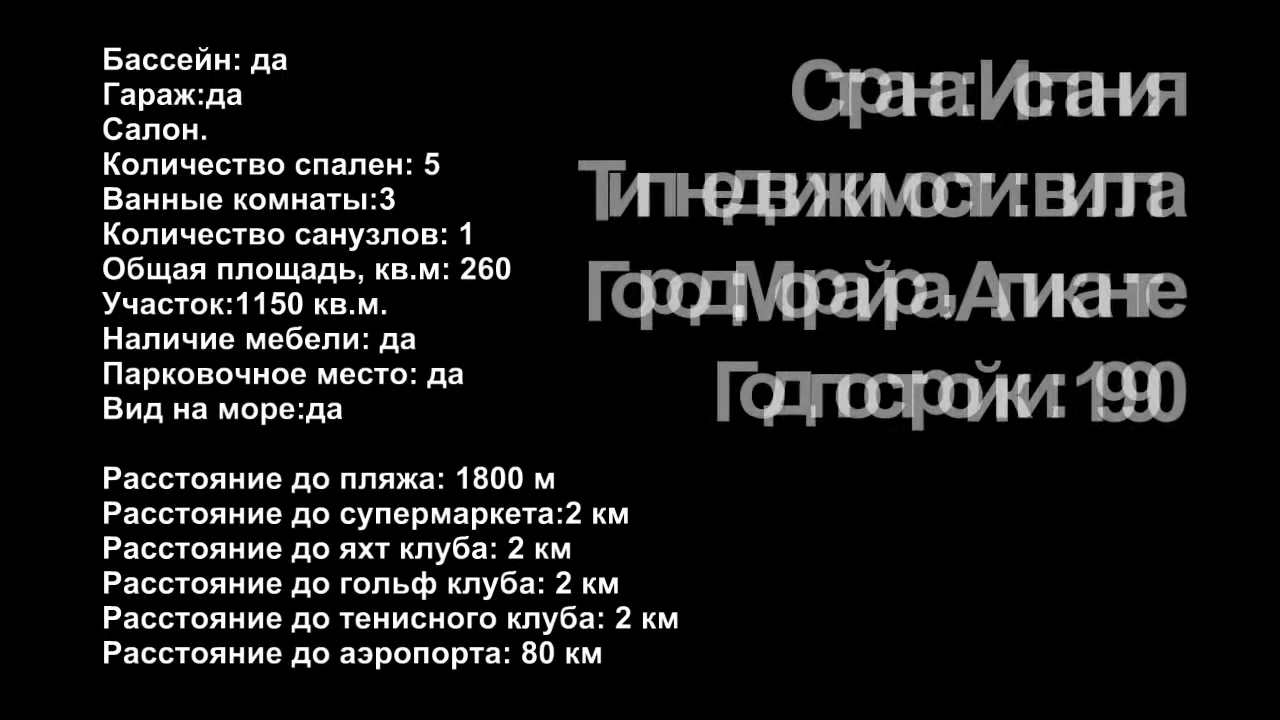 Бассейн: да
Гараж:да
Салон.
Количество спален: 5
Ванные комнаты:3
Количество санузлов: 1
Общая площадь, кв.м: 260
Участок:1150 кв.м.
Наличие мебели: да
Парковочное место: да
Вид на море:да
Расстояние до пляжа: 1800 м
Расстояние до супермаркета:2 км
Расстояние до яхт клуба: 2 км
Расстояние до гольф клуба: 2 км
Расстояние до тенисного клуба: 2 км
Расстояние до аэропорта: 80 км
Страна: Испания
Тип недвижимости: вилла
Город: Морайра, Аликанте
Год постройки: 1990